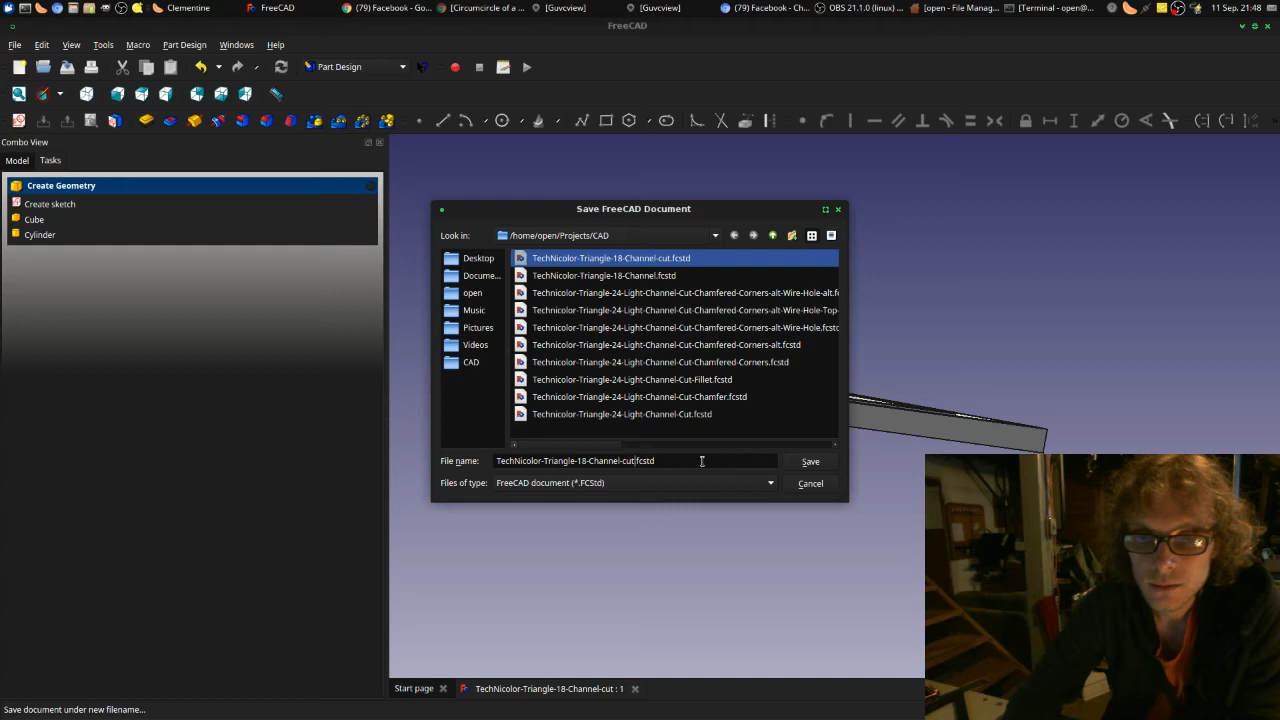 Clementine
FreeCAD
(79) Facebook - Go...
[Circumcircle of a ...
[Guvcview]
[Guvcview]
(79) Facebook - Ch...
OBS 21.1.0 (linux) ...
[open - File Manag...
[Terminal - open@...
11 Sep, 21:48
FreeCAD
File Edit View Tools Macro Part Design Windows Help
Part Design
Combo View
Model Tasks
Create Geometry
Create sketch
Cube
Cylinder
Save FreeCAD Document
Look in: /home/open/Projects/CAD
Desktop
Docume...
open
Music
Pictures
Videos
CAD
TechNicolor-Triangle-18-Channel-cut.fcstd
TechNicolor-Triangle-18-Channel.fcstd
Technicolor-Triangle-24-Light-Channel-Cut-Chamfered-Corners-alt-Wire-Hole-alt.fc
Technicolor-Triangle-24-Light-Channel-Cut-Chamfered-Corners-alt-Wire-Hole-Top-
Technicolor-Triangle-24-Light-Channel-Cut-Chamfered-Corners-alt-Wire-Hole.fcstd
Technicolor-Triangle-24-Light-Channel-Cut-Chamfered-Corners-alt.fcstd
Technicolor-Triangle-24-Light-Channel-Cut-Chamfered-Corners.fcstd
Technicolor-Triangle-24-Light-Channel-Cut-Fillet.fcstd
Technicolor-Triangle-24-Light-Channel-Cut-Chamfer.fcstd
Technicolor-Triangle-24-Light-Channel-Cut.fcstd
File name: TechNicolor-Triangle-18-Channel-cut.fcstd Save
Files of type: FreeCAD document (*.FCStd) Cancel
Start page TechNicolor-Triangle-18-Channel-cut : 1
Save document under new filename...